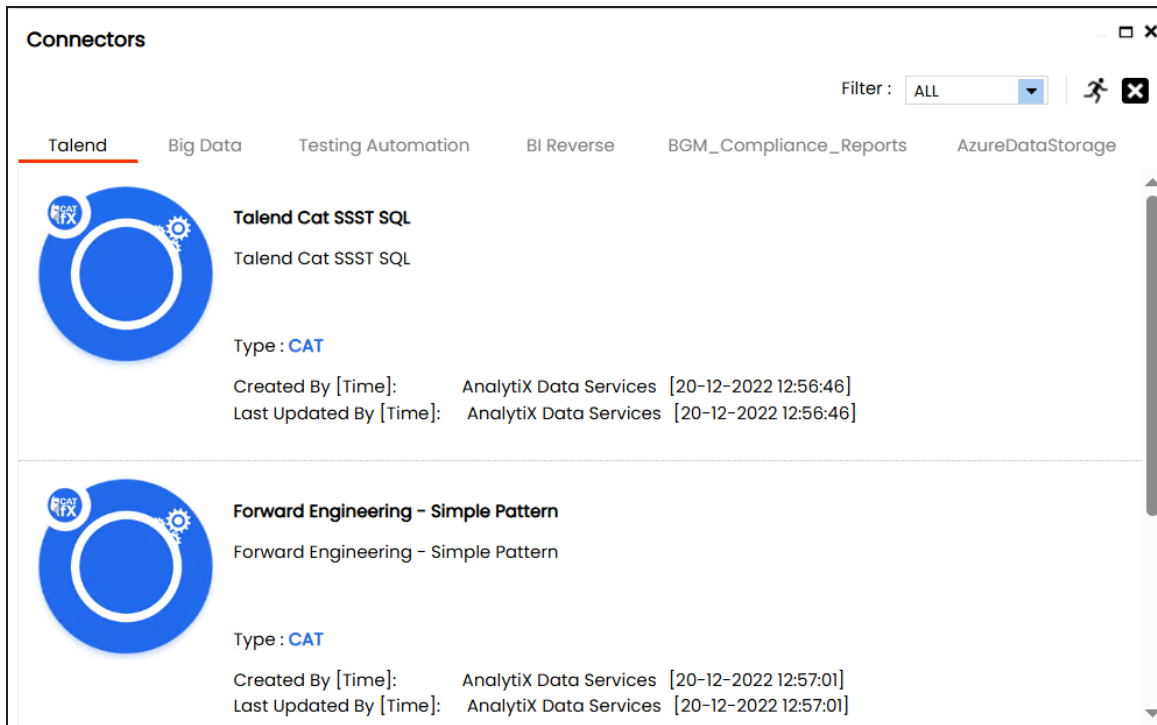 Connectors
Filter : ALL
Talend Big Data Testing Automation BI Reverse BGM_Compliance_Reports AzureDataStorage
CAT
fX
Talend Cat SSST SQL
Talend Cat SSST SQL
Type : CAT
Created By [Time]: AnalytiX Data Services [20-12-2022 12:56:46]
Last Updated By [Time]: AnalytiX Data Services [20-12-2022 12:56:46]
CAT
fX
Forward Engineering - Simple Pattern
Forward Engineering - Simple Pattern
Type : CAT
Created By [Time]: AnalytiX Data Services [20-12-2022 12:57:01]
Last Updated By [Time]: AnalytiX Data Services [20-12-2022 12:57:01]